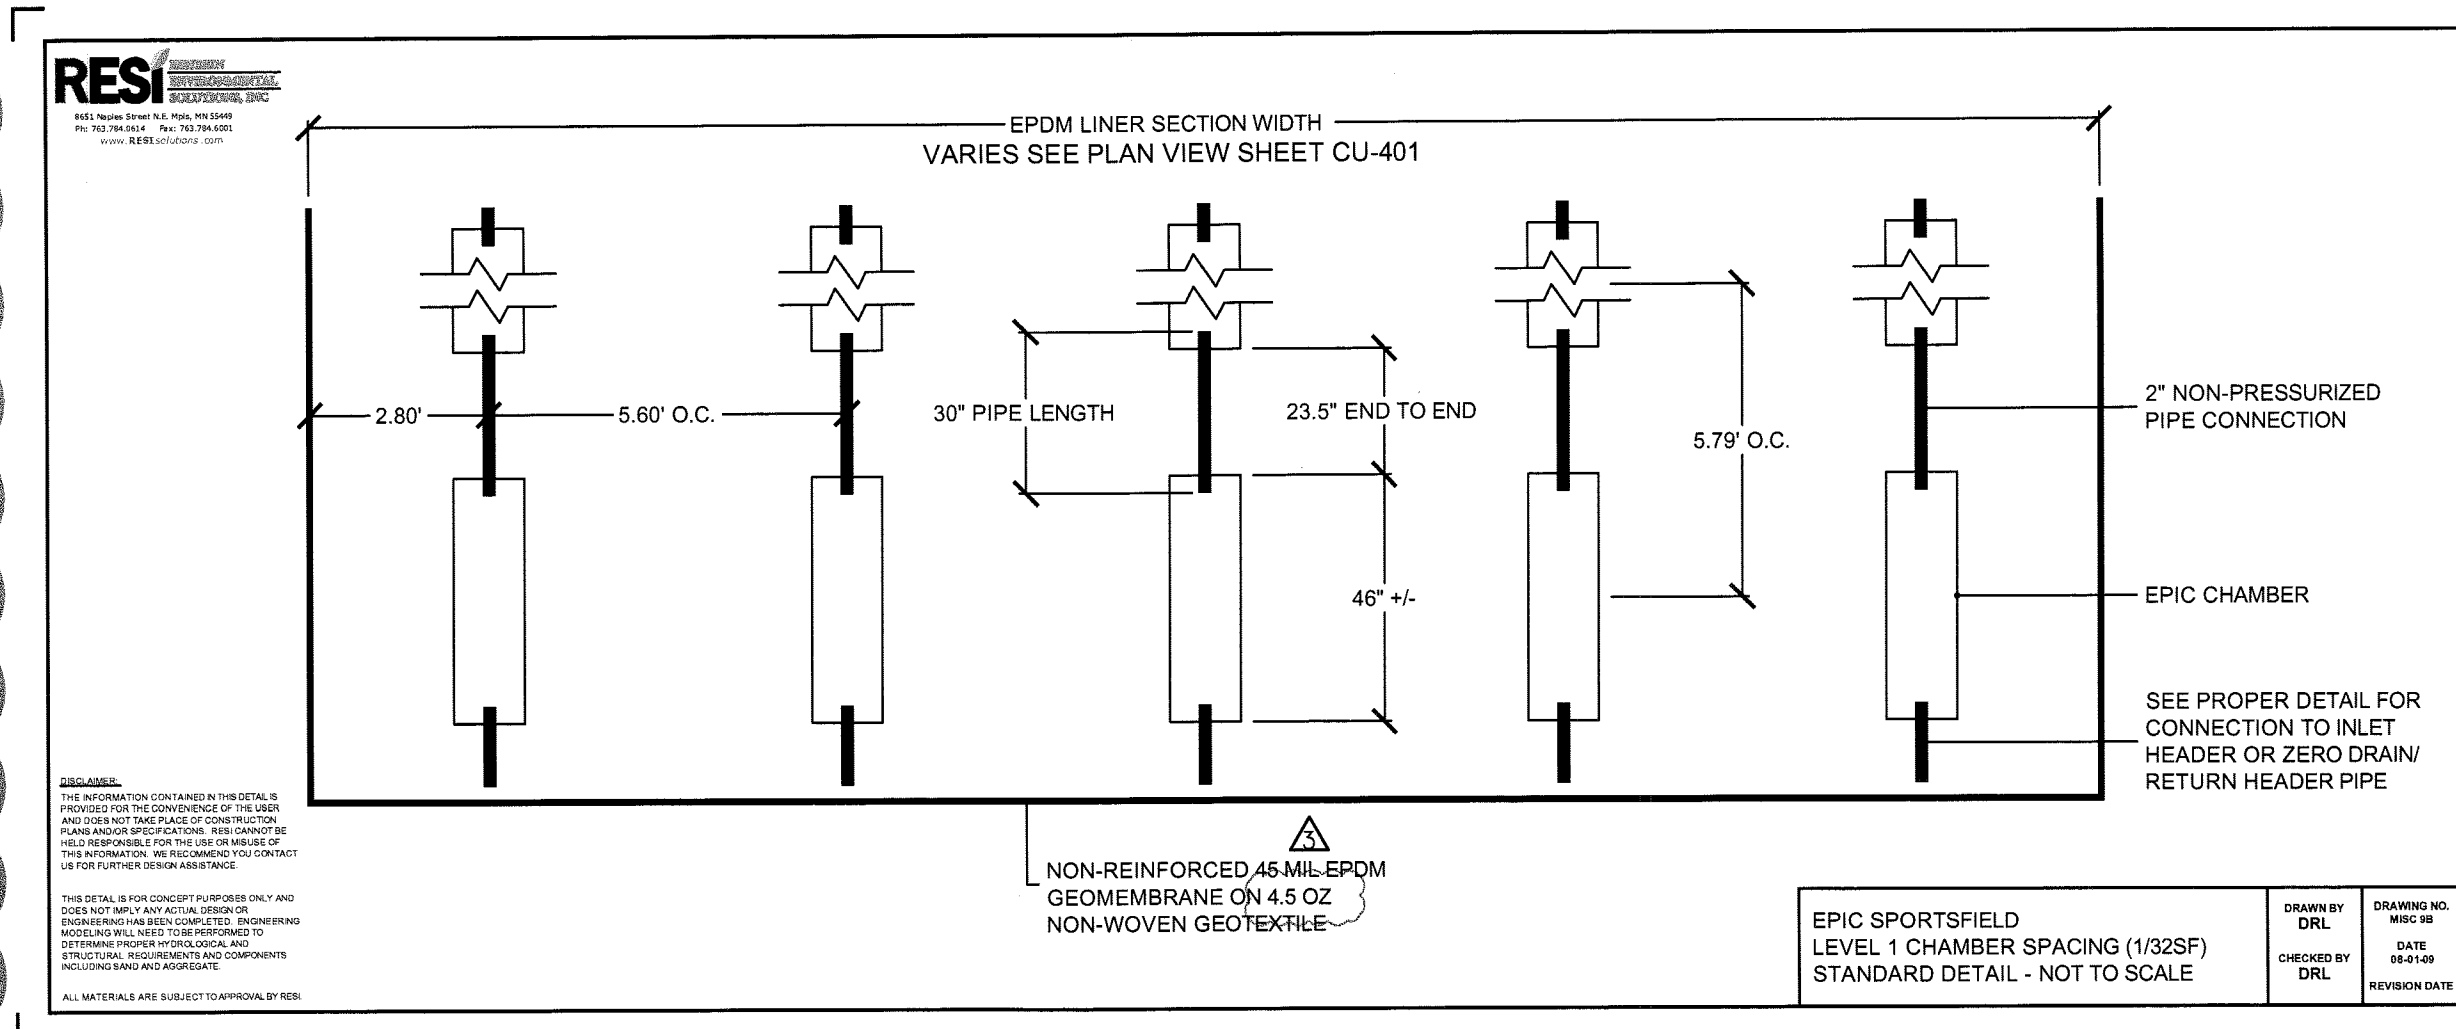 RESi
SOLUTIONS, INC
8651 Naples Street N.E. Mpls, MN 55449
Ph: 763.784.0614 Fax: 763.784.6001
www.RESIsolutions.com
EPDM LINER SECTION WIDTH
VARIES SEE PLAN VIEW SHEET CU-401
2.80'
5.60' O.C.
30" PIPE LENGTH
23.5" END TO END
5.79' O.C.
46" +/-
2" NON-PRESSURIZED
PIPE CONNECTION
EPIC CHAMBER
SEE PROPER DETAIL FOR
CONNECTION TO INLET
HEADER OR ZERO DRAIN/
RETURN HEADER PIPE
3
NON-REINFORCED 45 MIL EPDM
GEOMEMBRANE ON 4.5 OZ
NON-WOVEN GEOTEXTILE
DISCLAIMER:
THE INFORMATION CONTAINED IN THIS DETAIL IS
PROVIDED FOR THE CONVENIENCE OF THE USER
AND DOES NOT TAKE PLACE OF CONSTRUCTION
PLANS AND/OR SPECIFICATIONS. RESI CANNOT BE
HELD RESPONSIBLE FOR THE USE OR MISUSE OF
THIS INFORMATION. WE RECOMMEND YOU CONTACT
US FOR FURTHER DESIGN ASSISTANCE.
THIS DETAIL IS FOR CONCEPT PURPOSES ONLY AND
DOES NOT IMPLY ANY ACTUAL DESIGN OR
ENGINEERING HAS BEEN COMPLETED. ENGINEERING
MODELING WILL NEED TO BE PERFORMED TO
DETERMINE PROPER HYDROLOGICAL AND
STRUCTURAL REQUIREMENTS AND COMPONENTS
INCLUDING SAND AND AGGREGATE.
ALL MATERIALS ARE SUBJECT TO APPROVAL BY RESI.
EPIC SPORTSFIELD
LEVEL 1 CHAMBER SPACING (1/32SF)
STANDARD DETAIL - NOT TO SCALE
DRAWN BY
DRL
CHECKED BY
DRL
DRAWING NO.
MISC 9B
DATE
08-01-09
REVISION DATE